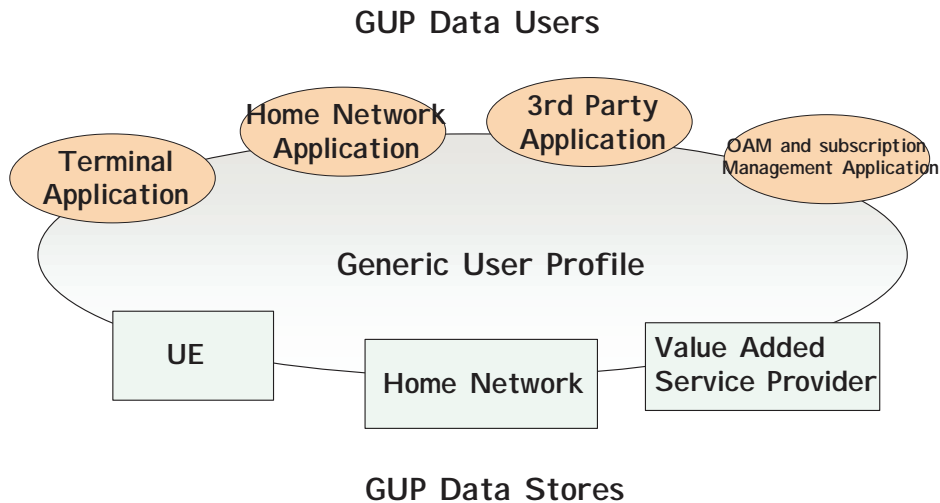 GUP Data Users
Terminal
Application
Home Network
Application
3rd Party
Application
OAM and subscription
Management Application
Generic User Profile
UE
Home Network
Value Added
Service Provider
GUP Data Stores